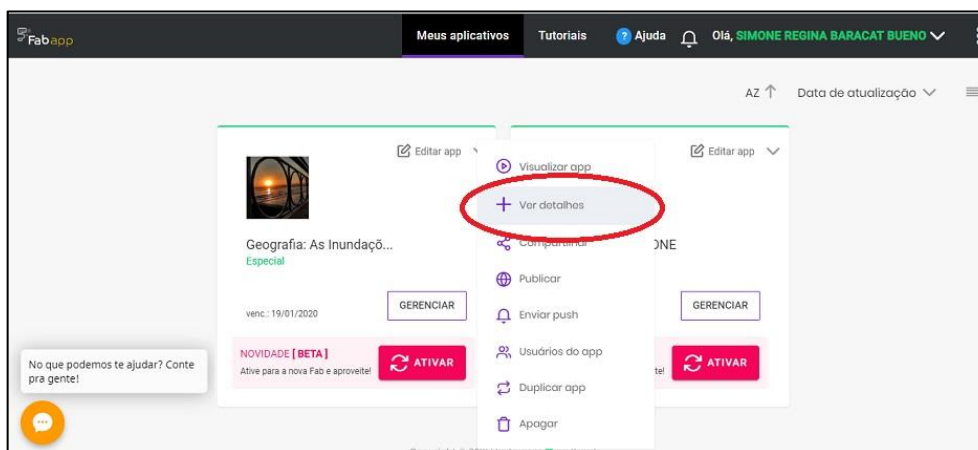 Fabapp
Meus aplicativos Tutoriais ? Ajuda Olá, SIMONE REGINA BARACAT BUENO
AZ Data de atualização
Editar app
Geografia: As Inundaçõ...
Especial
venc.: 19/01/2020
GERENCIAR
NOVIDADE [ BETA ]
Ative para a nova Fab e aproveite!
ATIVAR
Visualizar app
Ver detalhes
Compartilhar
Publicar
Enviar push
Usuários do app
Duplicar app
Apagar
Editar app
ONE
GERENCIAR
te!
ATIVAR
No que podemos te ajudar? Conte
pra gente!